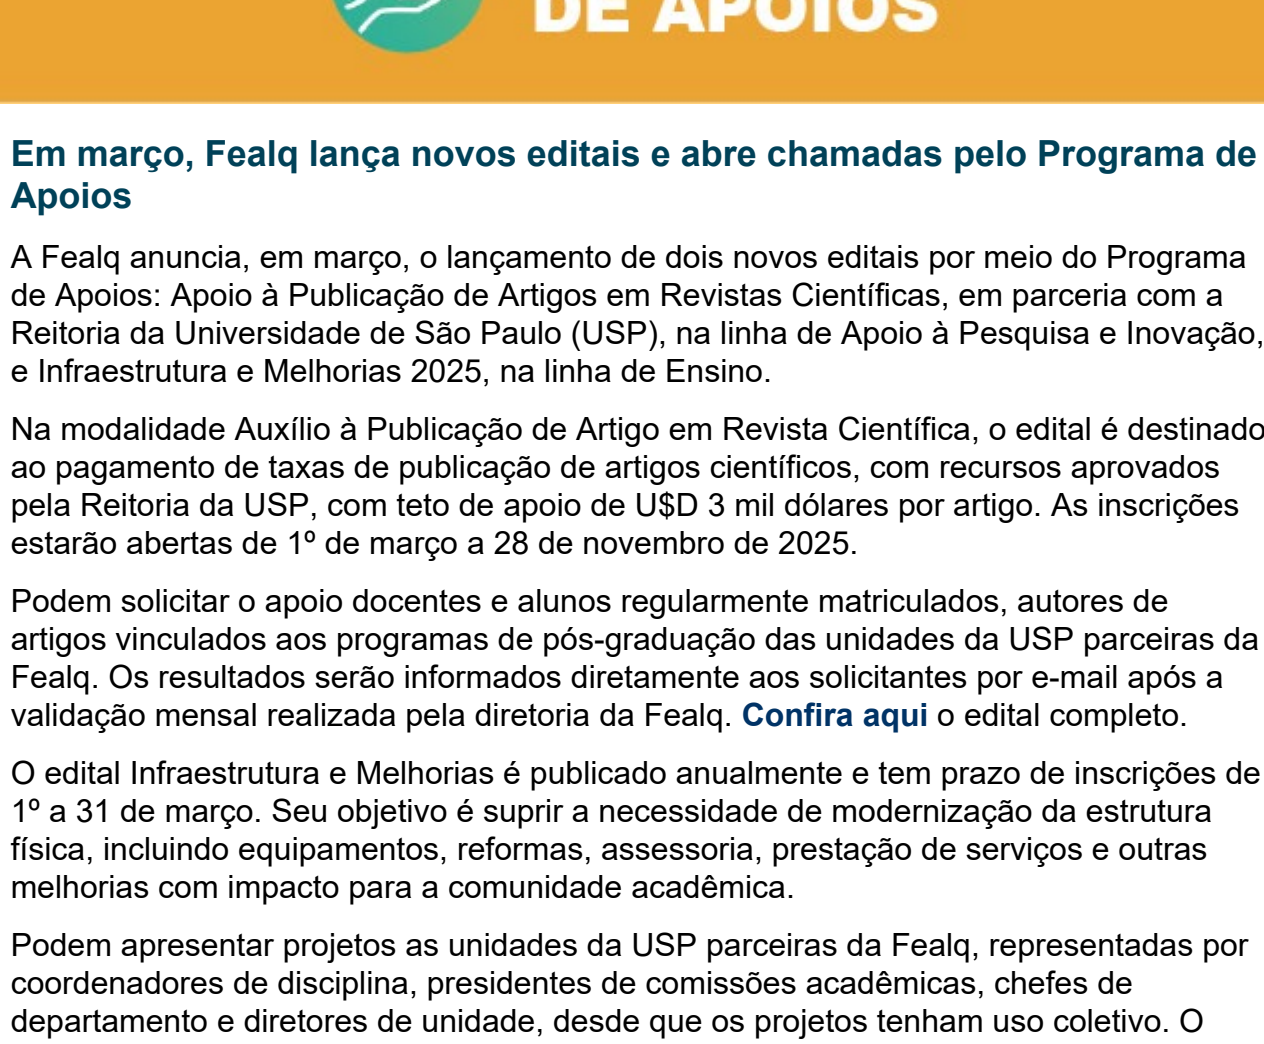 DE APOIOS
Em março, Fealq lança novos editais e abre chamadas pelo Programa de
Apoios
A Fealq anuncia, em março, o lançamento de dois novos editais por meio do Programa
de Apoios: Apoio à Publicação de Artigos em Revistas Científicas, em parceria com a
Reitoria da Universidade de São Paulo (USP), na linha de Apoio à Pesquisa e Inovação,
e Infraestrutura e Melhorias 2025, na linha de Ensino.
Na modalidade Auxílio à Publicação de Artigo em Revista Científica, o edital é destinado
ao pagamento de taxas de publicação de artigos científicos, com recursos aprovados
pela Reitoria da USP, com teto de apoio de U$D 3 mil dólares por artigo. As inscrições
estarão abertas de 1º de março a 28 de novembro de 2025.
Podem solicitar o apoio docentes e alunos regularmente matriculados, autores de
artigos vinculados aos programas de pós-graduação das unidades da USP parceiras da
Fealq. Os resultados serão informados diretamente aos solicitantes por e-mail após a
validação mensal realizada pela diretoria da Fealq. Confira aqui o edital completo.
O edital Infraestrutura e Melhorias é publicado anualmente e tem prazo de inscrições de
1º a 31 de março. Seu objetivo é suprir a necessidade de modernização da estrutura
física, incluindo equipamentos, reformas, assessoria, prestação de serviços e outras
melhorias com impacto para a comunidade acadêmica.
Podem apresentar projetos as unidades da USP parceiras da Fealq, representadas por
coordenadores de disciplina, presidentes de comissões acadêmicas, chefes de
departamento e diretores de unidade, desde que os projetos tenham uso coletivo. O